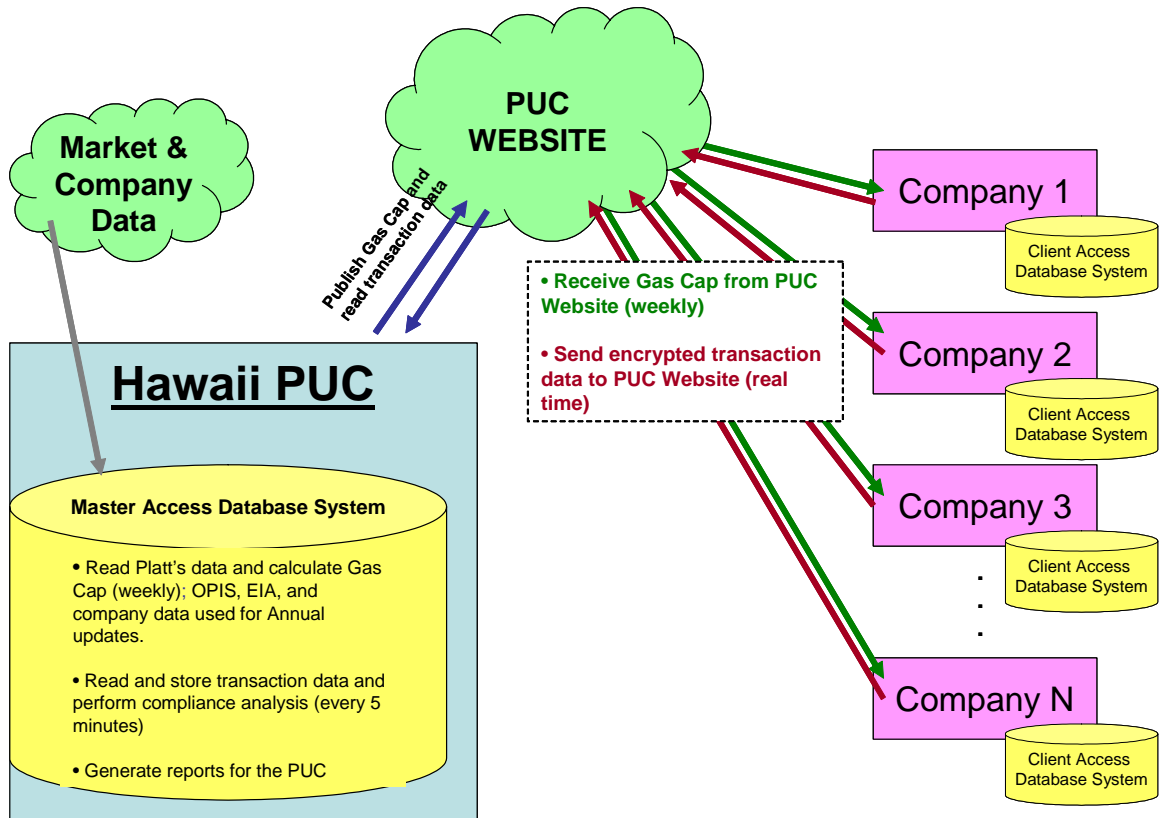 PUC
WEBSITE
Market &
Company
Data
Publish Gas Cap and
read transaction data
• Receive Gas Cap from PUC
Website (weekly)
• Send encrypted transaction
data to PUC Website (real
time)
Company 1
Client Access
Database System
Company 2
Client Access
Database System
Company 3
Client Access
Database System
.
.
.
Company N
Client Access
Database System
Hawaii PUC
Master Access Database System
• Read Platt's data and calculate Gas
Cap (weekly); OPIS, EIA, and
company data used for Annual
updates.
• Read and store transaction data and
perform compliance analysis (every 5
minutes)
• Generate reports for the PUC